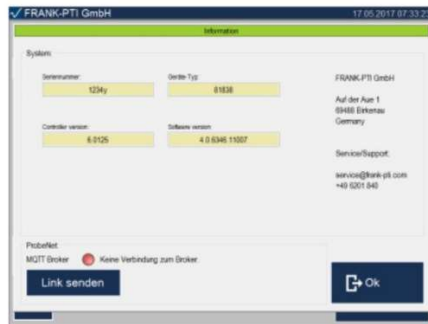 FRANK-PTI GmbH
17.05.2017 07:33:2
Information
System:
Seriennummer:
Geräte-Typ:
1234y
81838
Controller version:
Software version:
6.0125
4.0.6346.11007
FRANK-PTI GmbH
Auf der Aue 1
69488 Birkenau
Germany
Service/Support:
service@frank-pti.com
+49 6201 840
ProbeNet
MQTT Broker
Keine Verbindung zum Broker
Link senden
Ok